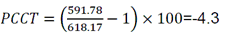 PCCT = (591.78/618.17 − 1) × 100=-4.3